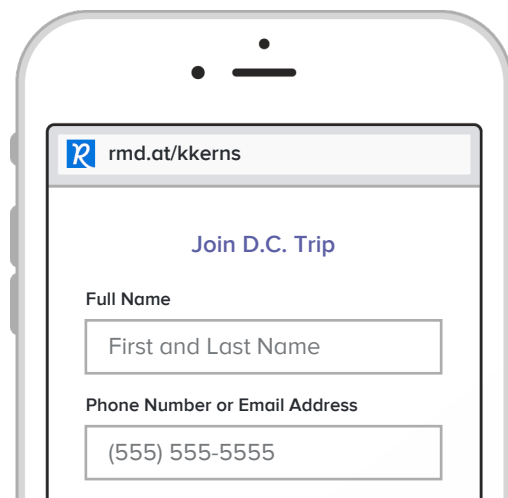 rmd.at/kkerns
Join D.C. Trip
Full Name
First and Last Name
Phone Number or Email Address
(555) 555-5555